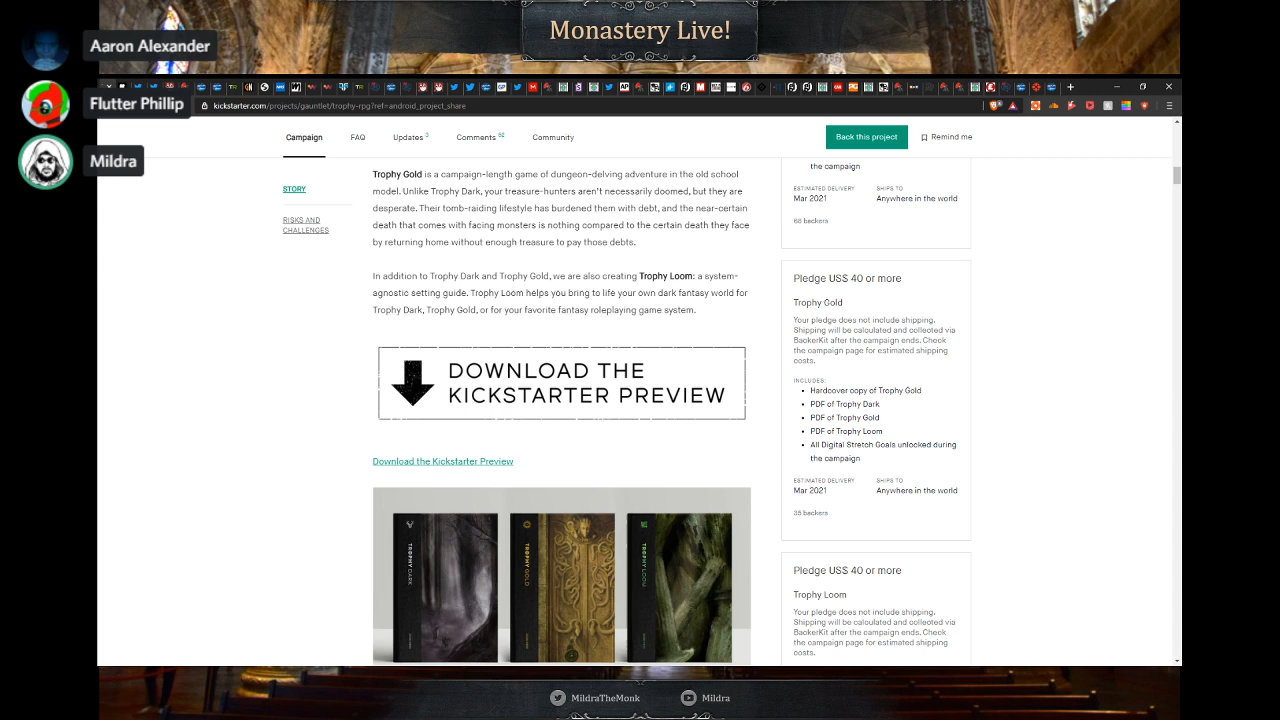 Monastery Live!
Aaron Alexander
Flutter Phillip
Mildra
kickstarter.com/projects/gauntlet/trophy-rpg?ref=android_project_share
Campaign
FAQ
Updates 3
Comments 52
Community
Back this project
Remind me
STORY
RISKS AND
CHALLENGES
Trophy Gold is a campaign-length game of dungeon-delving adventure in the old school
model. Unlike Trophy Dark, your treasure-hunters aren't necessarily doomed, but they are
desperate. Their tomb-raiding lifestyle has burdened them with debt, and the near-certain
death that comes with facing monsters is nothing compared to the certain death they face
by returning home without enough treasure to pay those debts.
In addition to Trophy Dark and Trophy Gold, we are also creating Trophy Loom: a system-
agnostic setting guide. Trophy Loom helps you bring to life your own dark fantasy world for
Trophy Dark, Trophy Gold, or for your favorite fantasy roleplaying game system.
DOWNLOAD THE
KICKSTARTER PREVIEW
Download the Kickstarter Preview
TROPHY DARK
TROPHY GOLD
TROPHY LOOM
the campaign
ESTIMATED DELIVERY
Mar 2021
SHIPS TO
Anywhere in the world
68 backers
Pledge US$ 40 or more
Trophy Gold
Your pledge does not include shipping.
Shipping will be calculated and collected via
BackerKit after the campaign ends. Check
the campaign page for estimated shipping
costs.
INCLUDES:
Hardcover copy of Trophy Gold
PDF of Trophy Dark
PDF of Trophy Gold
PDF of Trophy Loom
All Digital Stretch Goals unlocked during
the campaign
ESTIMATED DELIVERY
Mar 2021
SHIPS TO
Anywhere in the world
35 backers
Pledge US$ 40 or more
Trophy Loom
Your pledge does not include shipping.
Shipping will be calculated and collected via
BackerKit after the campaign ends. Check
the campaign page for estimated shipping
costs.
MildraTheMonk
Mildra